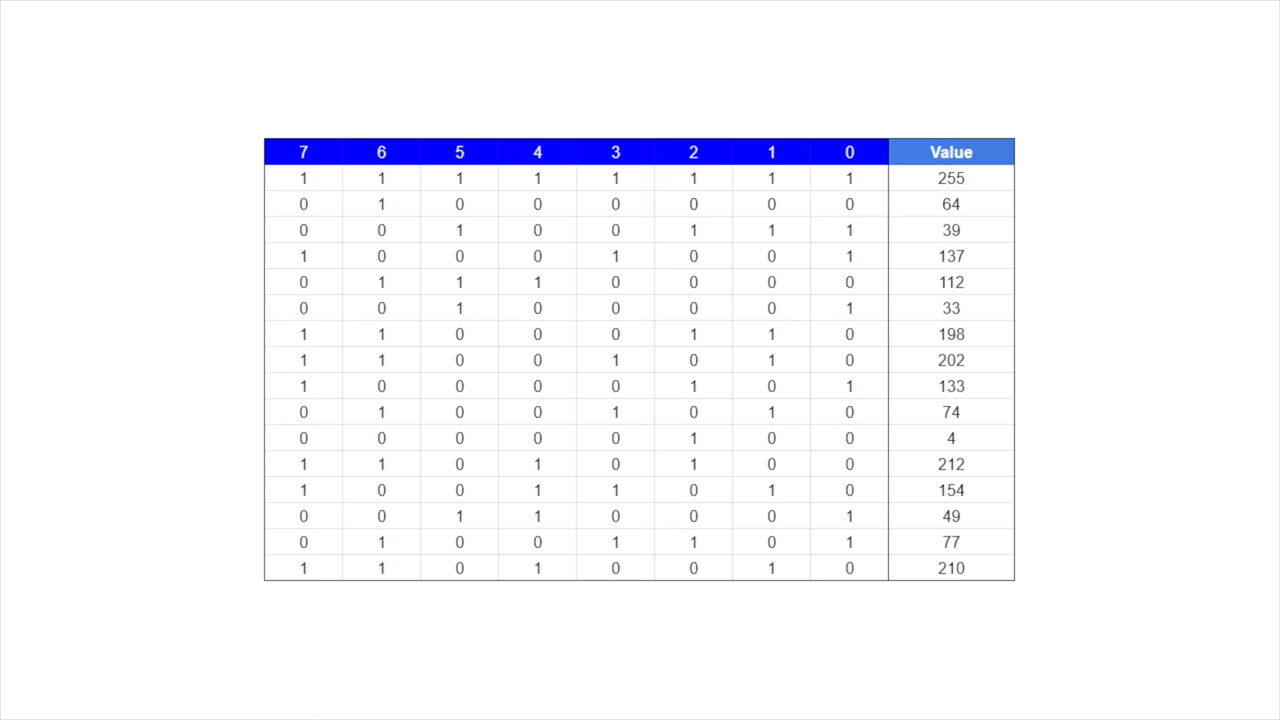 7 6 5 4 3 2 1 0 Value
1 1 1 1 1 1 1 1 255
0 1 0 0 0 0 0 0 64
0 0 1 0 0 1 1 1 39
1 0 0 0 1 0 0 1 137
0 1 1 1 0 0 0 0 112
0 0 1 0 0 0 0 1 33
1 1 0 0 0 1 1 0 198
1 1 0 0 1 0 1 0 202
1 0 0 0 0 1 0 1 133
0 1 0 0 1 0 1 0 74
0 0 0 0 0 1 0 0 4
1 1 0 1 0 1 0 0 212
1 0 0 1 1 0 1 0 154
0 0 1 1 0 0 0 1 49
0 1 0 0 1 1 0 1 77
1 1 0 1 0 0 1 0 210